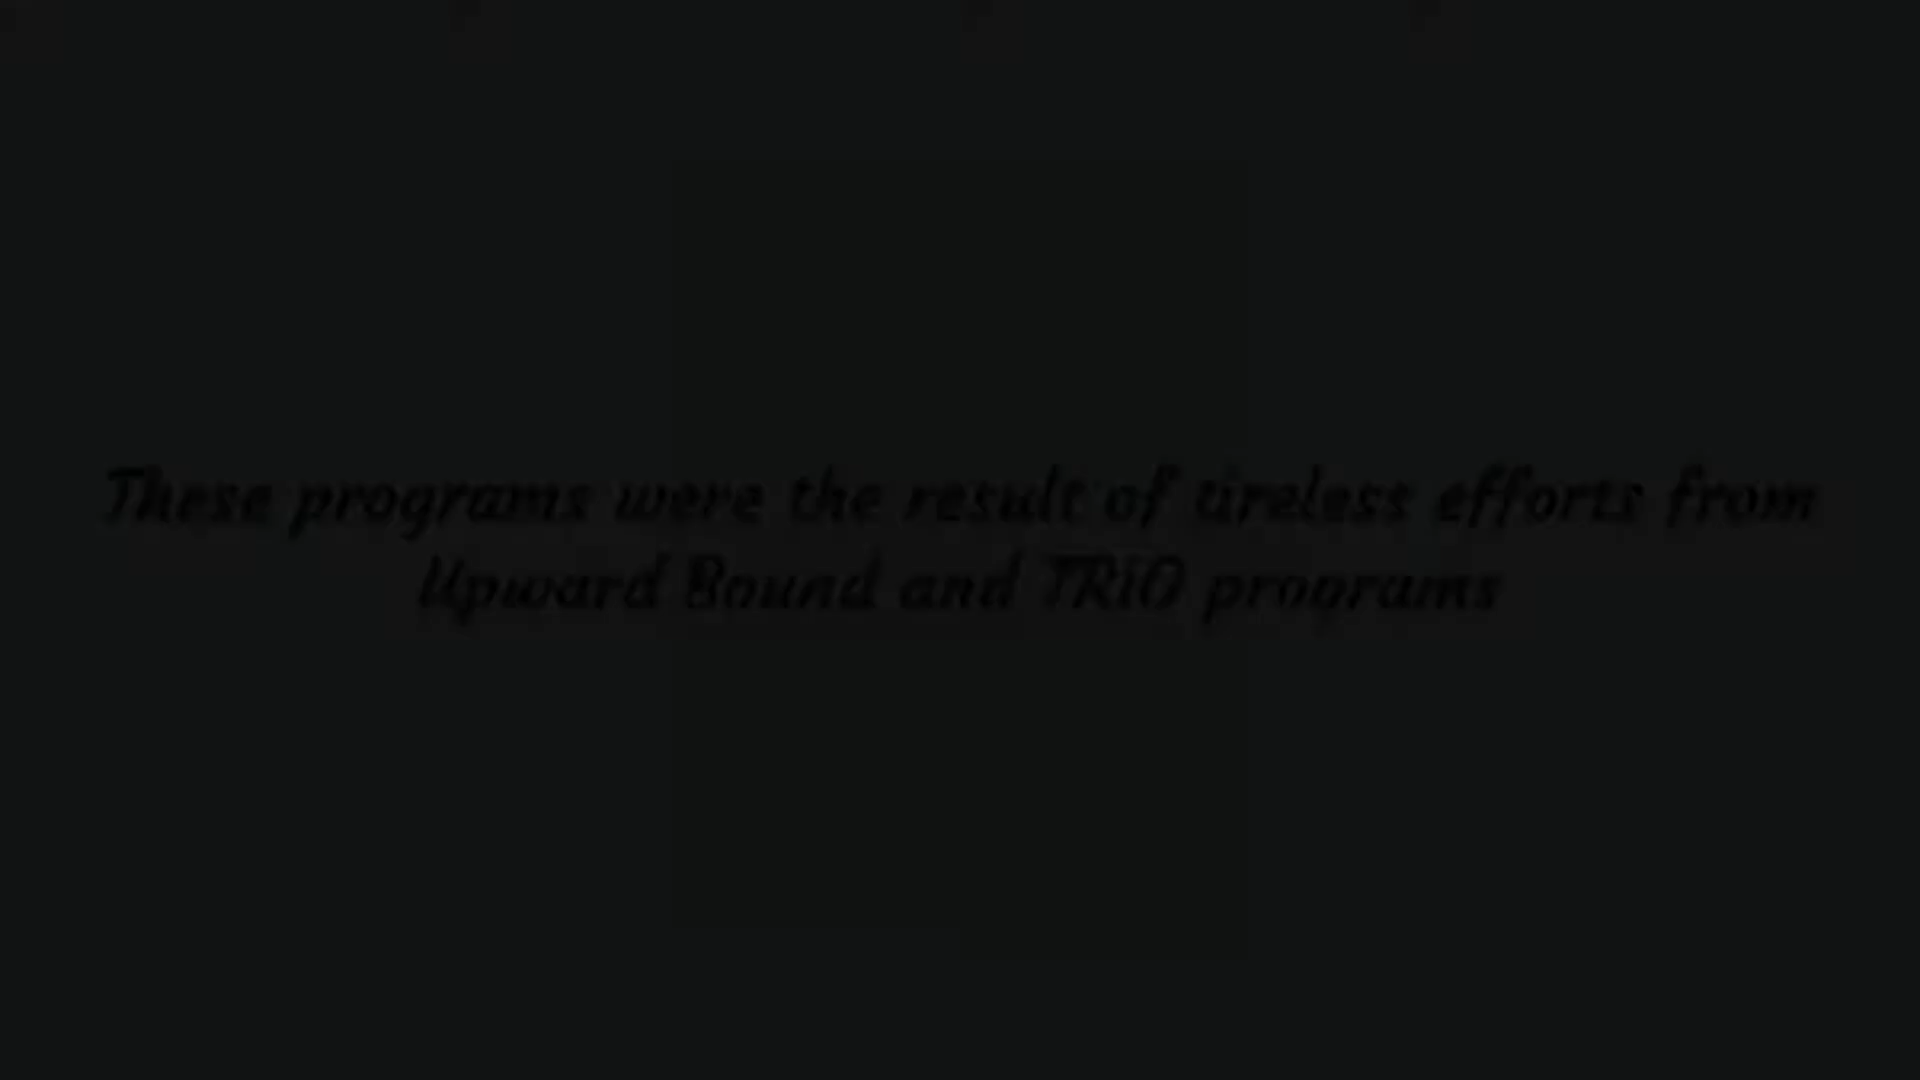 These programs were the result of tireless efforts from
Upward Bound and TRiO programs